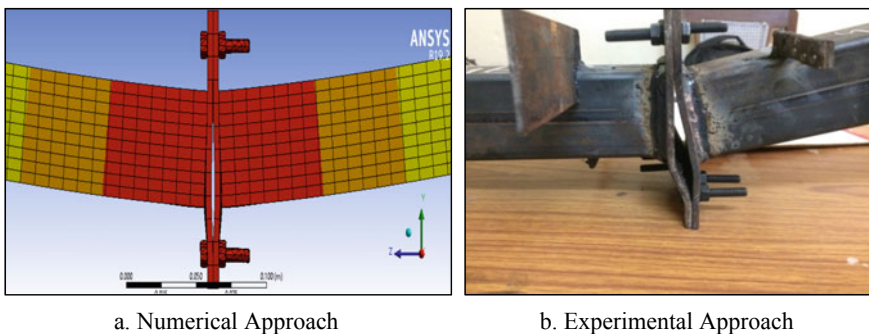 ANSYS
R19.2
Y
Z
0.000
0.050
0.100(m)
a. Numerical Approach
b. Experimental Approach